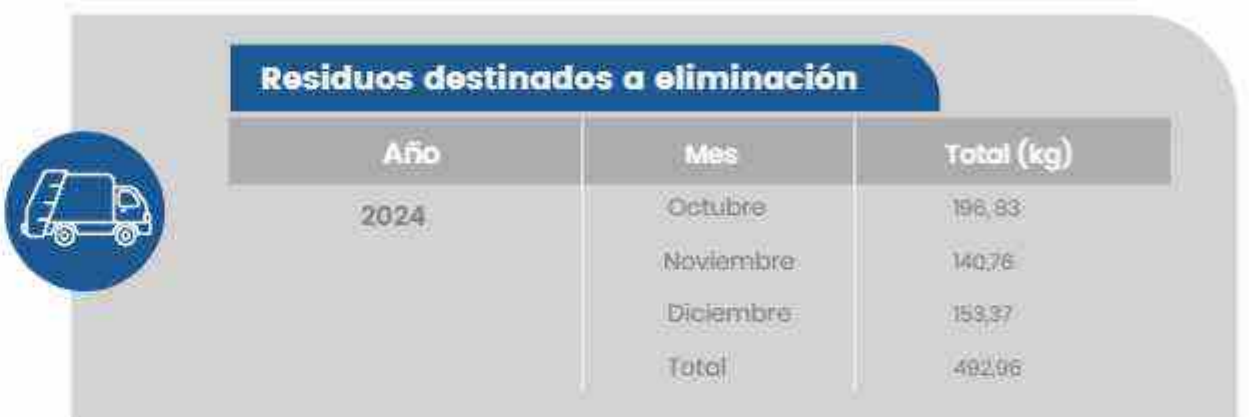 Residuos destinados a eliminación
Año Mes Total (kg)
2024 Octubre 196, 83
Noviembre 140,76
Diciembre 153,37
Total 492,96